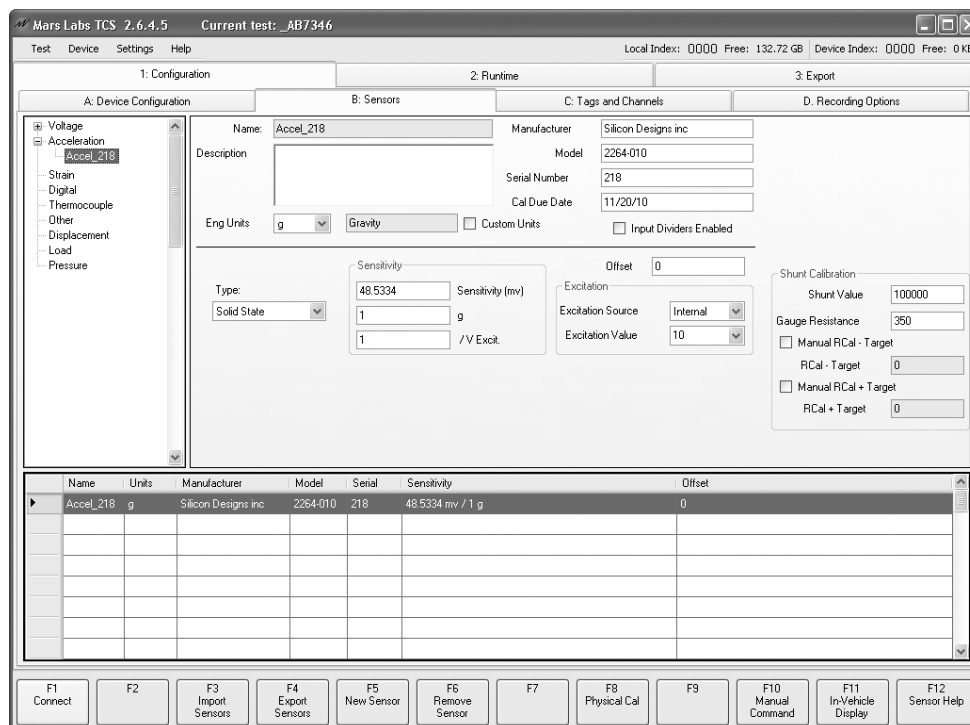 Mars Labs TCS 2.6.4.5 Current test: _AB7346
Test Device Settings Help Local Index: 0000 Free: 132.72 GB Device Index: 0000 Free: 0 KB
1: Configuration 2: Runtime 3: Export
A: Device Configuration B: Sensors C: Tags and Channels D. Recording Options
Voltage
Acceleration
Accel_218
Strain
Digital
Thermocouple
Other
Displacement
Load
Pressure
Name: Accel_218
Description
Eng Units g Gravity Custom Units
Manufacturer Silicon Designs inc
Model 2264-010
Serial Number 218
Cal Due Date 11/20/10
Input Dividers Enabled
Type:
Solid State
Sensitivity
48.5334 Sensitivity (mv)
1 g
1 / V Excit.
Offset 0
Excitation
Excitation Source Internal
Excitation Value 10
Shunt Calibration
Shunt Value 100000
Gauge Resistance 350
Manual RCal - Target
RCal - Target 0
Manual RCal + Target
RCal + Target 0
Name Units Manufacturer Model Serial Sensitivity Offset
Accel_218 g Silicon Designs inc 2264-010 218 48.5334 mv / 1 g 0
F1 Connect
F2
F3 Import Sensors
F4 Export Sensors
F5 New Sensor
F6 Remove Sensor
F7
F8 Physical Cal
F9
F10 Manual Command
F11 In-Vehicle Display
F12 Sensor Help